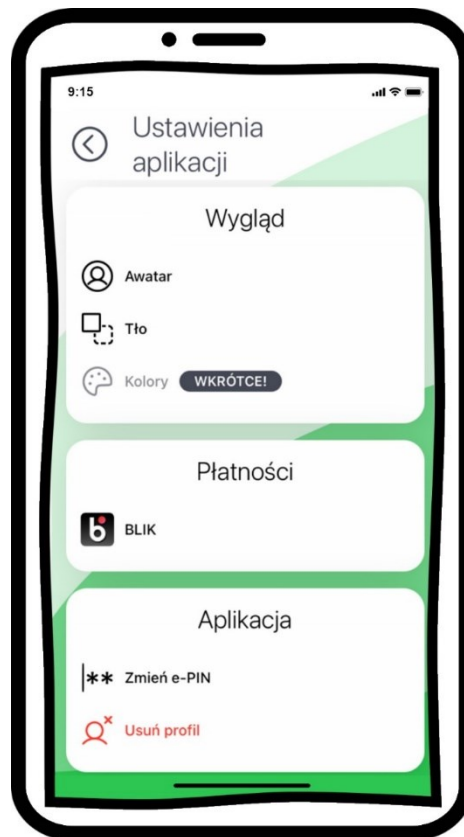 9:15
Ustawienia
aplikacji
Wygląd
Awatar
Tło
Kolory WKRÓTCE!
Płatności
BLIK
Aplikacja
Zmień e-PIN
Usuń profil